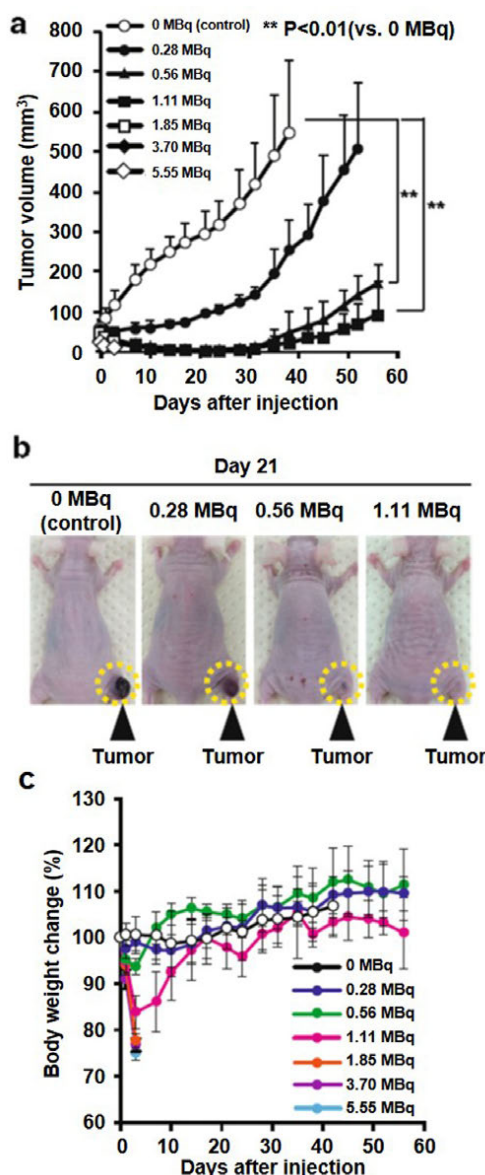 a
** P<0.01(vs. 0 MBq)
0 MBq (control)
0.28 MBq
0.56 MBq
1.11 MBq
1.85 MBq
3.70 MBq
5.55 MBq
Tumor volume (mm³)
800
700
600
500
400
300
200
100
0
**
**
0 10 20 30 40 50 60
Days after injection
b
Day 21
0 MBq
(control)
0.28 MBq 0.56 MBq 1.11 MBq
Tumor Tumor Tumor Tumor
c
Body weight change (%)
130
120
110
100
90
80
70
60
0 MBq
0.28 MBq
0.56 MBq
1.11 MBq
1.85 MBq
3.70 MBq
5.55 MBq
0 10 20 30 40 50 60
Days after injection